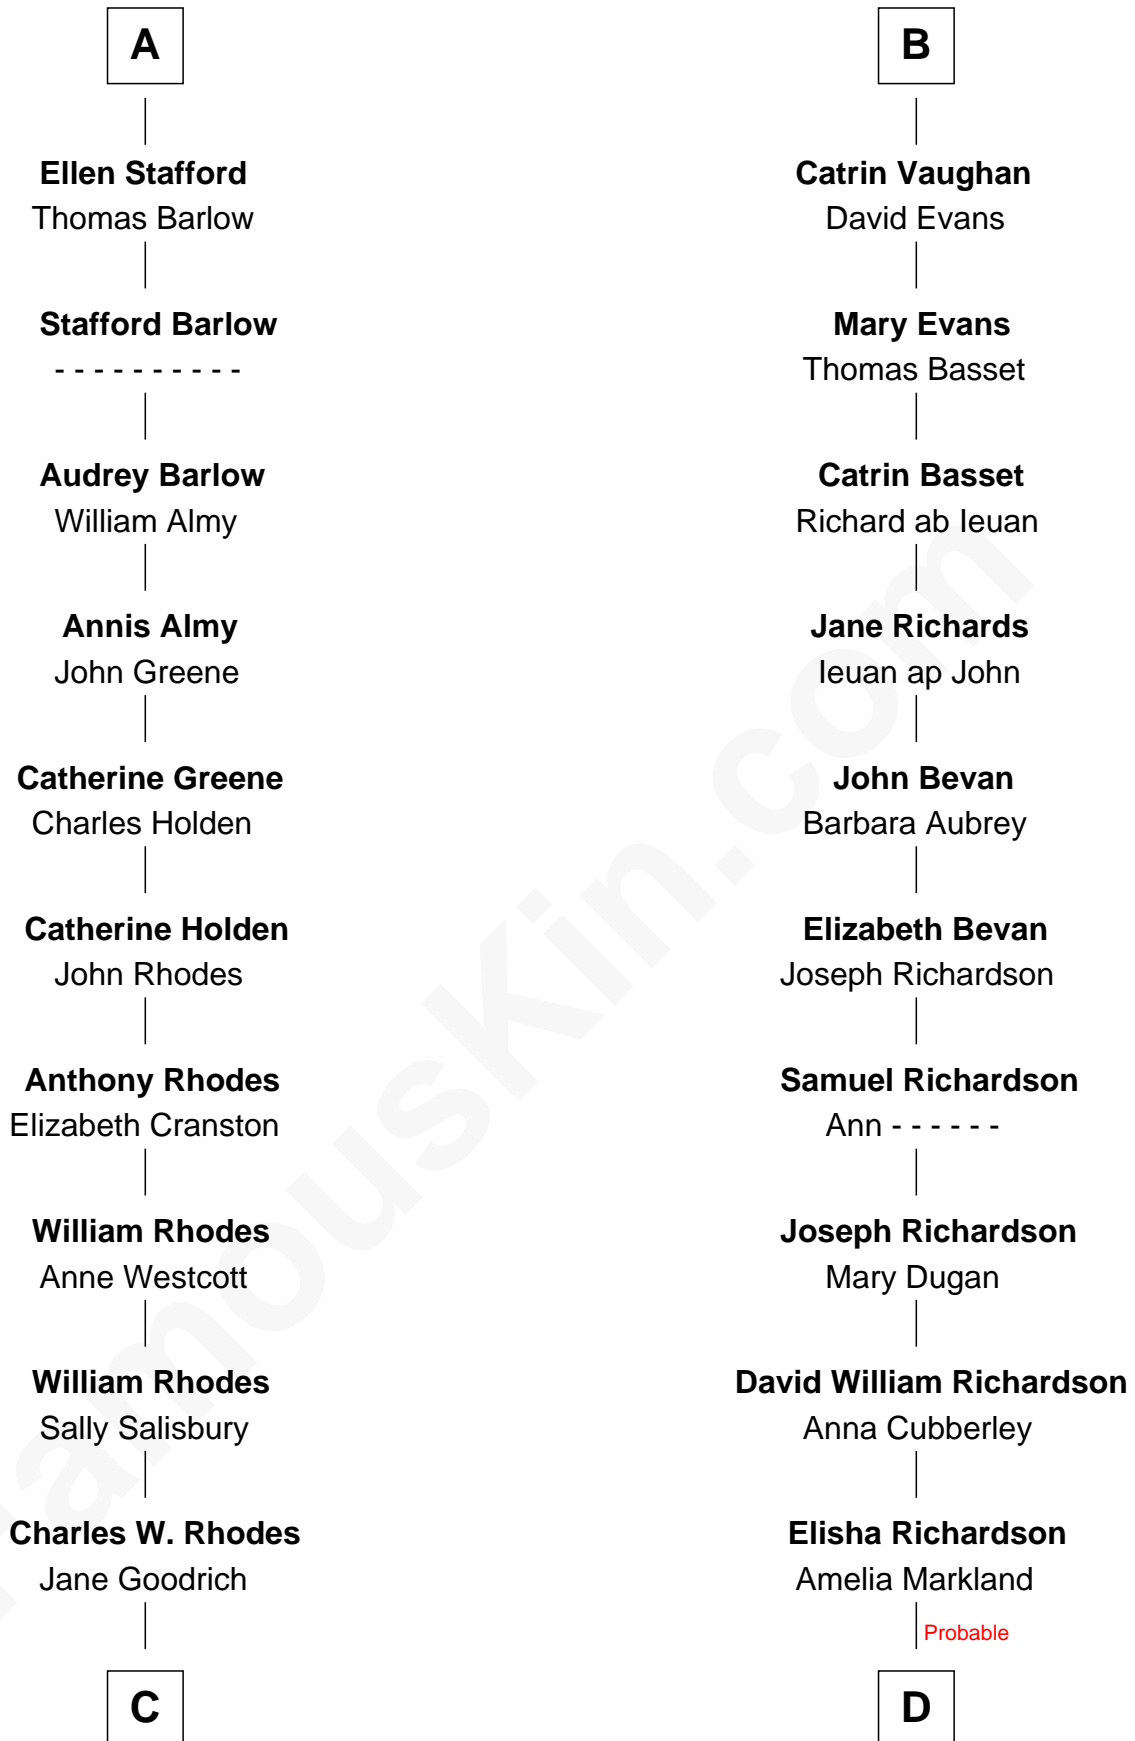 A
Ellen Stafford
Thomas Barlow
Stafford Barlow
- - - - - - - - - -
Audrey Barlow
William Almy
Annis Almy
John Greene
Catherine Greene
Charles Holden
Catherine Holden
John Rhodes
Anthony Rhodes
Elizabeth Cranston
William Rhodes
Anne Westcott
William Rhodes
Sally Salisbury
Charles W. Rhodes
Jane Goodrich
C
B
Catrin Vaughan
David Evans
Mary Evans
Thomas Basset
Catrin Basset
Richard ab Ieuan
Jane Richards
Ieuan ap John
John Bevan
Barbara Aubrey
Elizabeth Bevan
Joseph Richardson
Samuel Richardson
Ann - - - - - -
Joseph Richardson
Mary Dugan
David William Richardson
Anna Cubberley
Elisha Richardson
Amelia Markland
Probable
D
FamousKin.com